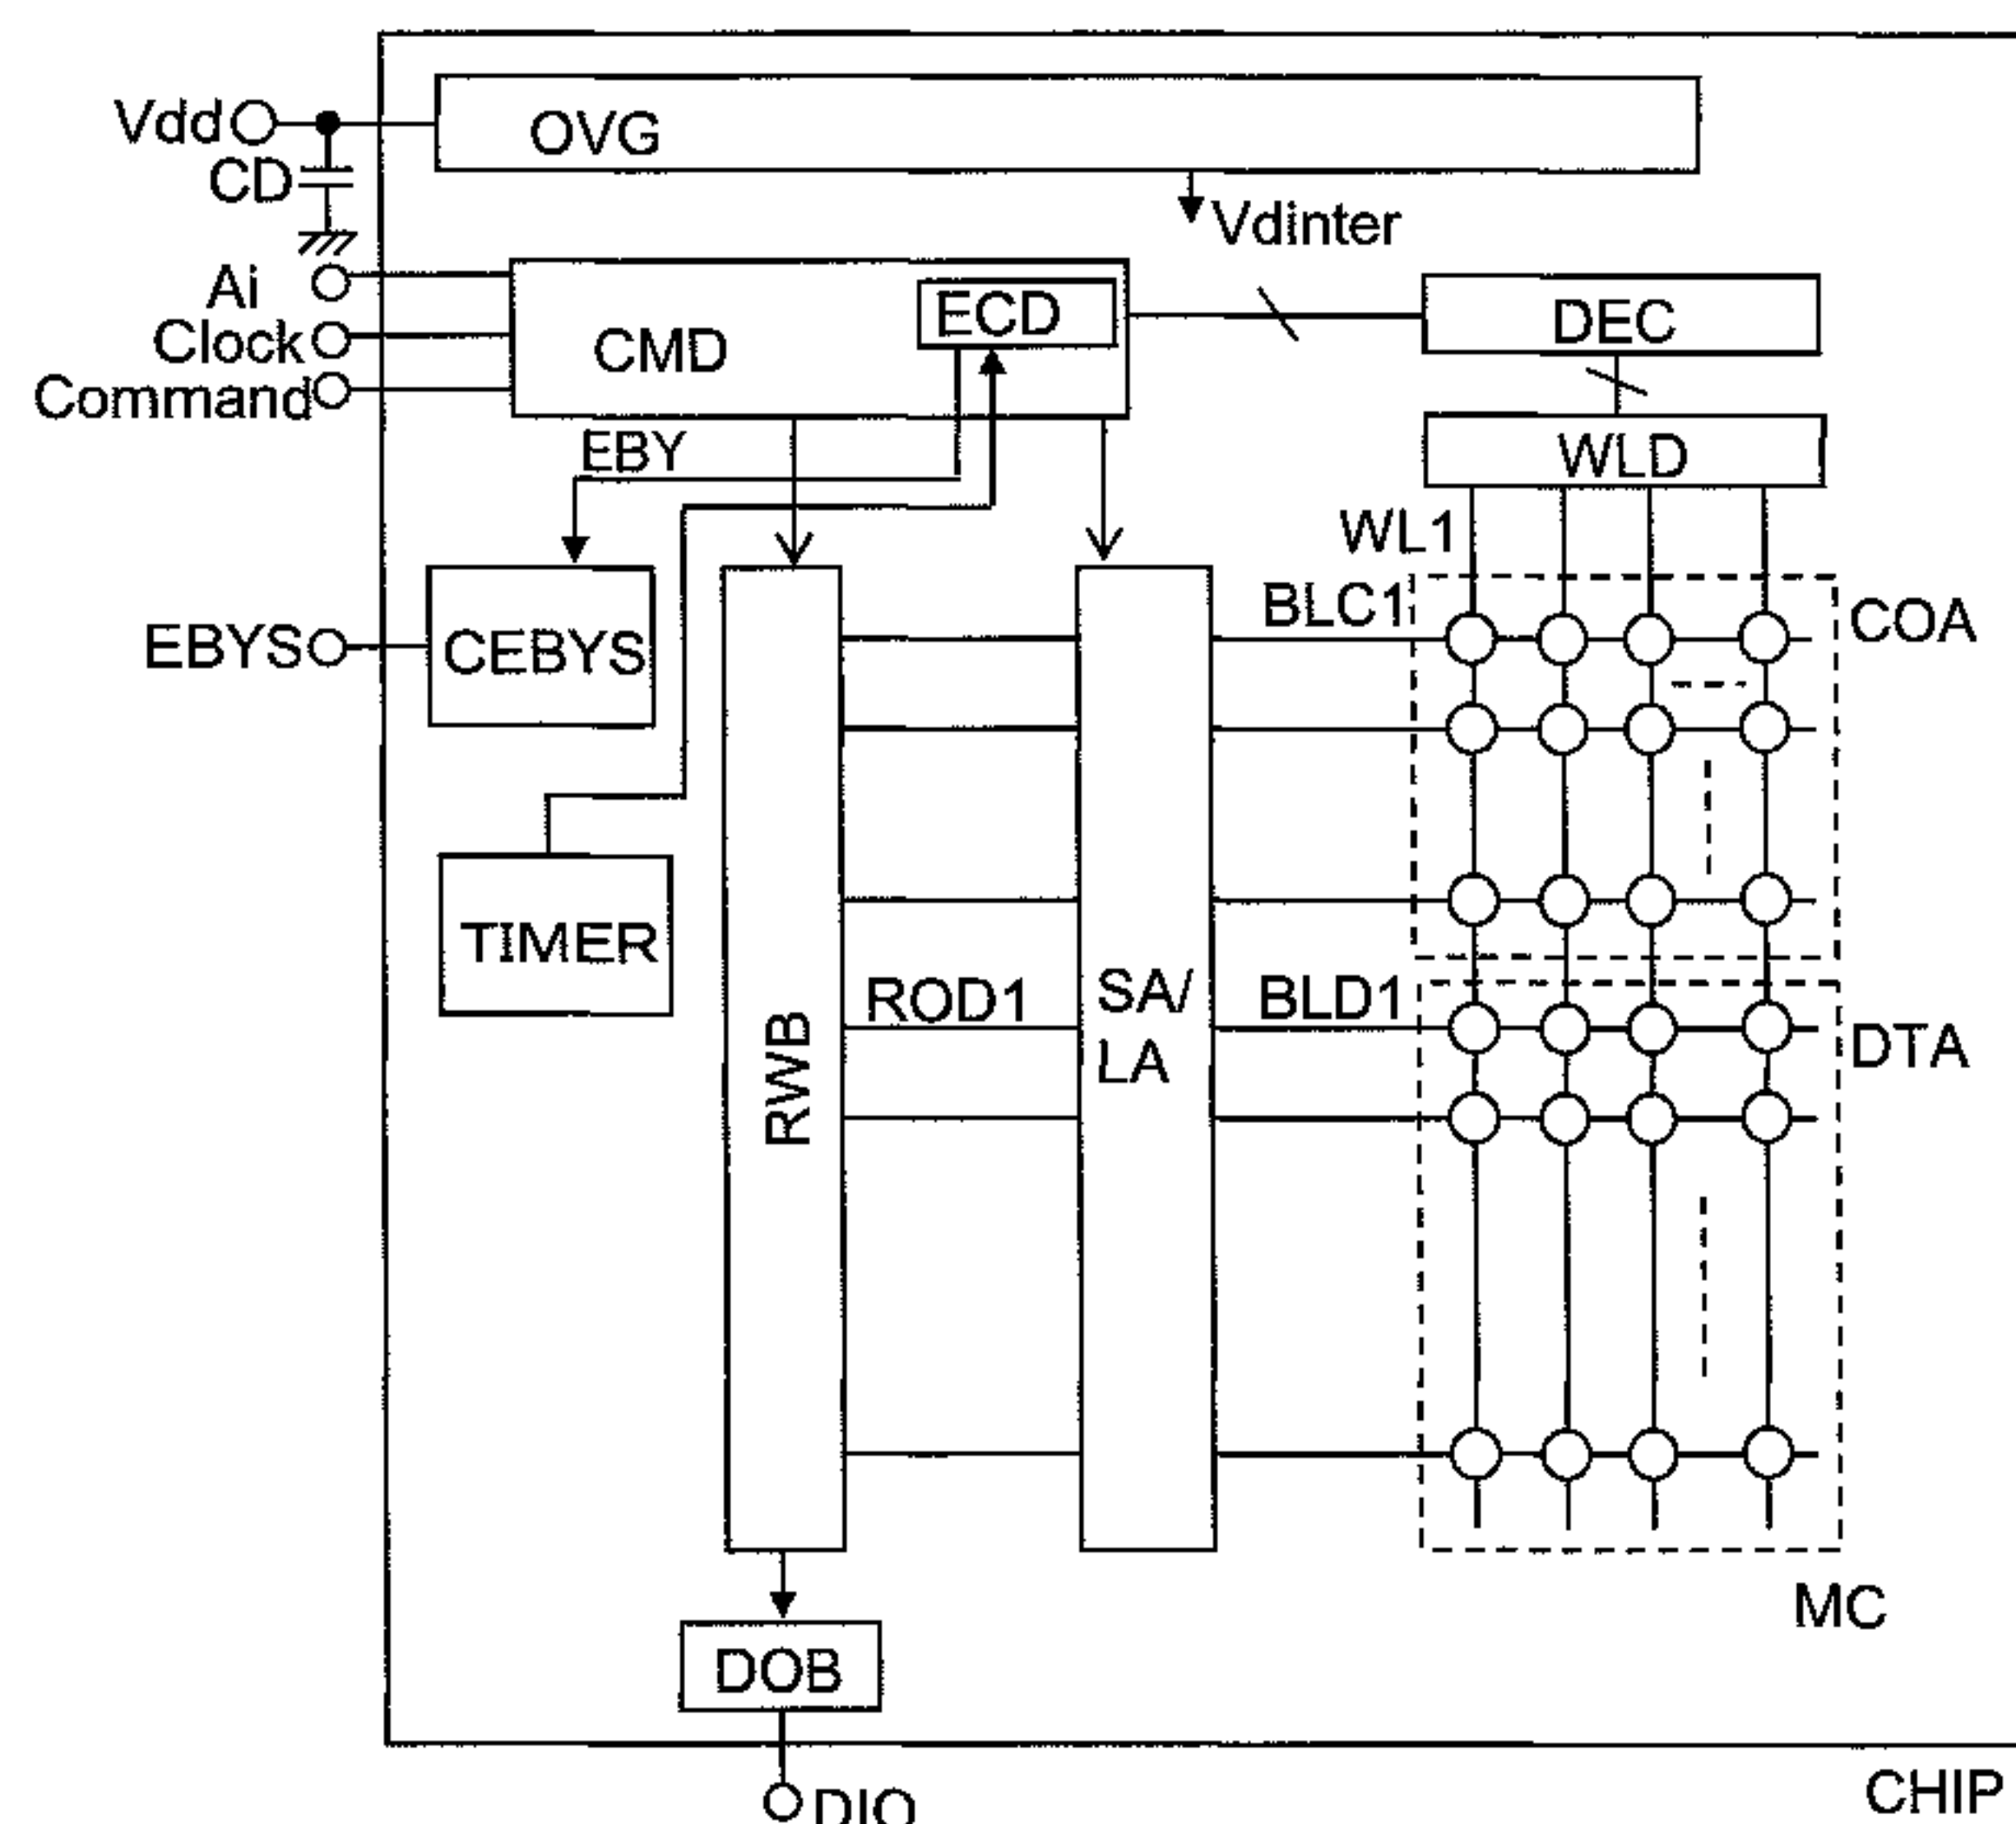 Vdd
OVG
CD
Vdinter
Ai
Clock
Command
CMD
ECD
DEC
WLD
EBY
WL1
BLC1
COA
EBYS
CEBYS
TIMER
RWB
ROD1
SA/
LA
BLD1
DTA
MC
DOB
DIO
CHIP